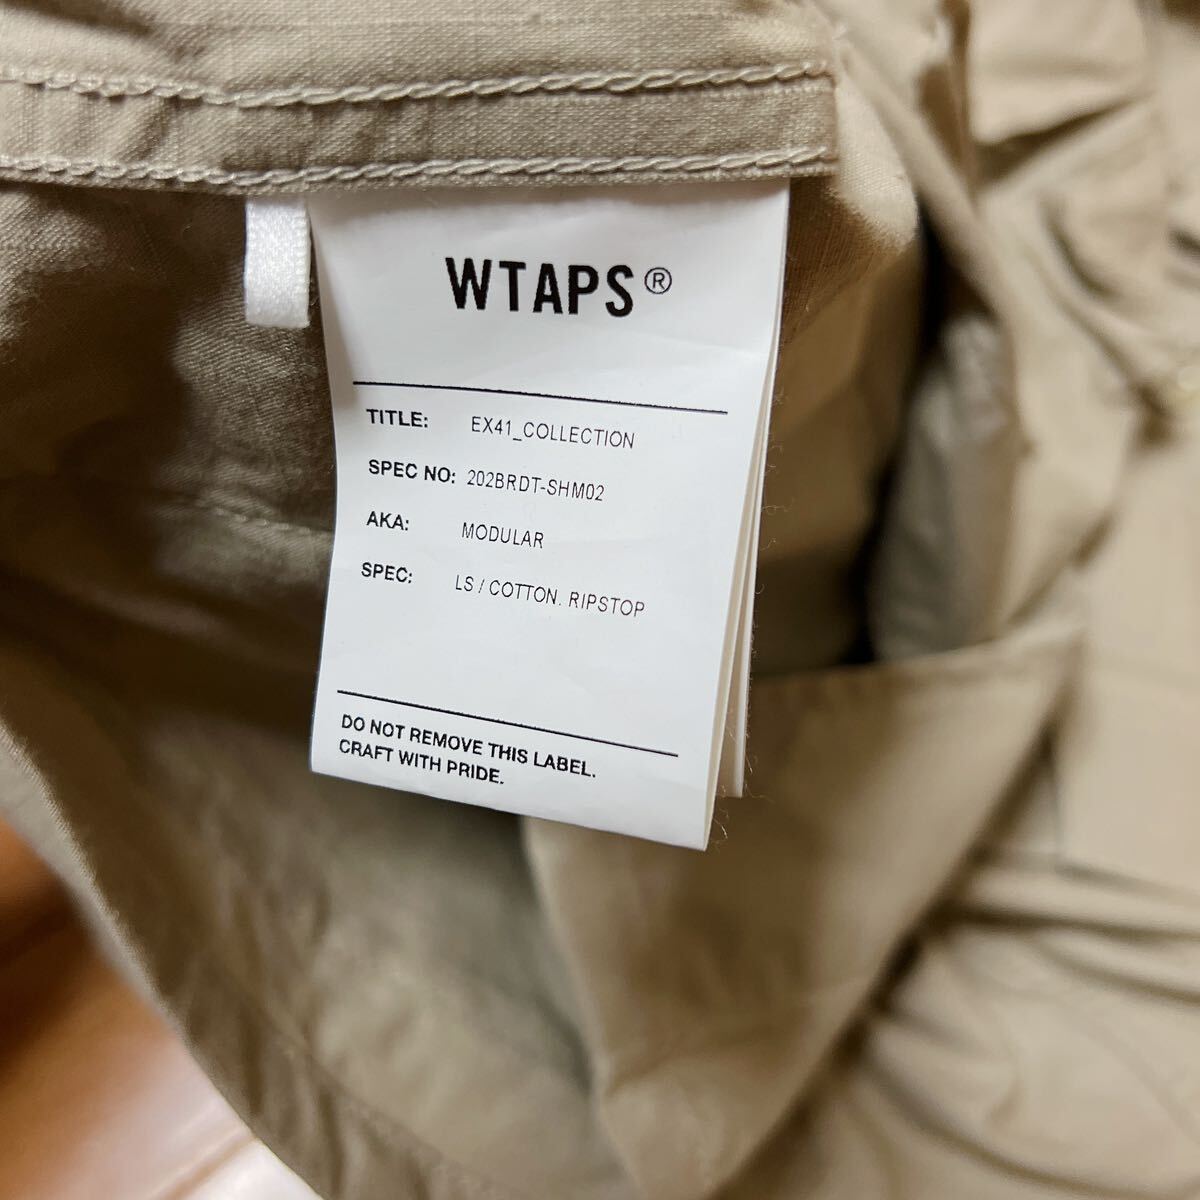 WTAPS®
TITLE: EX41_COLLECTION
SPEC NO: 202BRDT-SHM02
AKA: MODULAR
SPEC: LS / COTTON. RIPSTOP
DO NOT REMOVE THIS LABEL.
CRAFT WITH PRIDE.